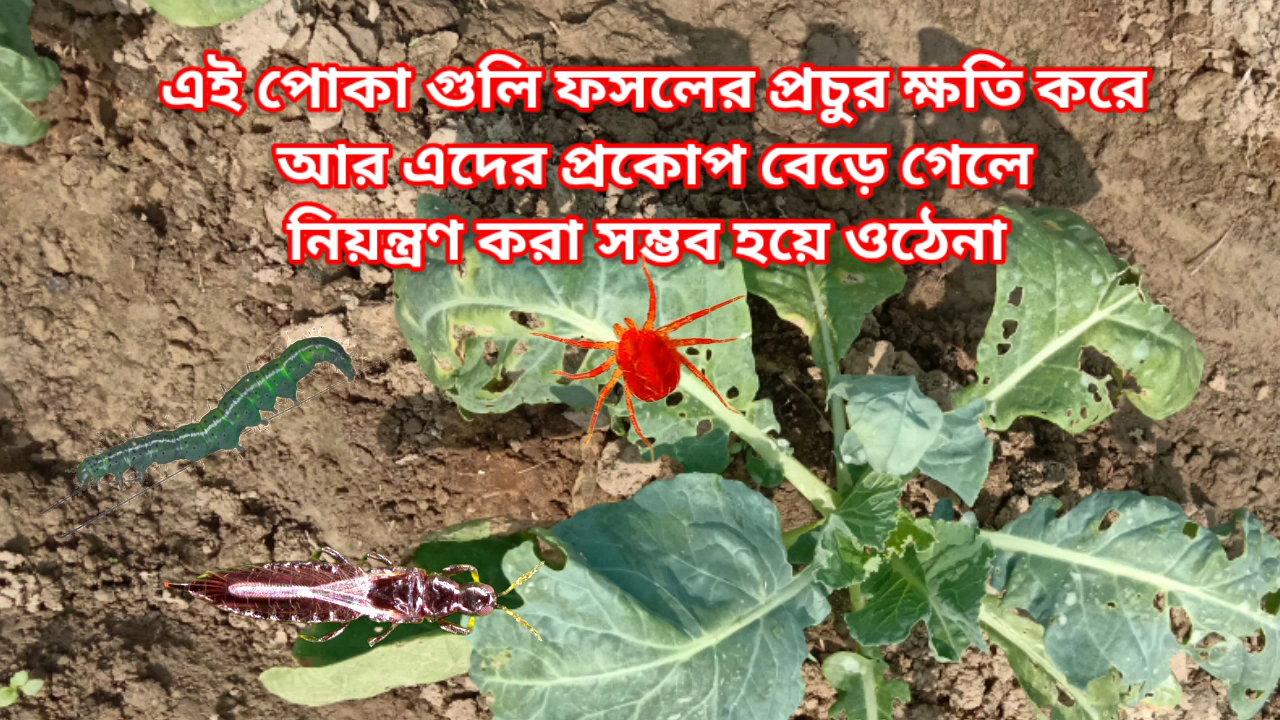 এই পোকা গুলি ফসলের প্রচুর ক্ষতি করে
আর এদের প্রকোপ বেড়ে গেলে
নিয়ন্ত্রণ করা সম্ভব হয়ে ওঠেনা